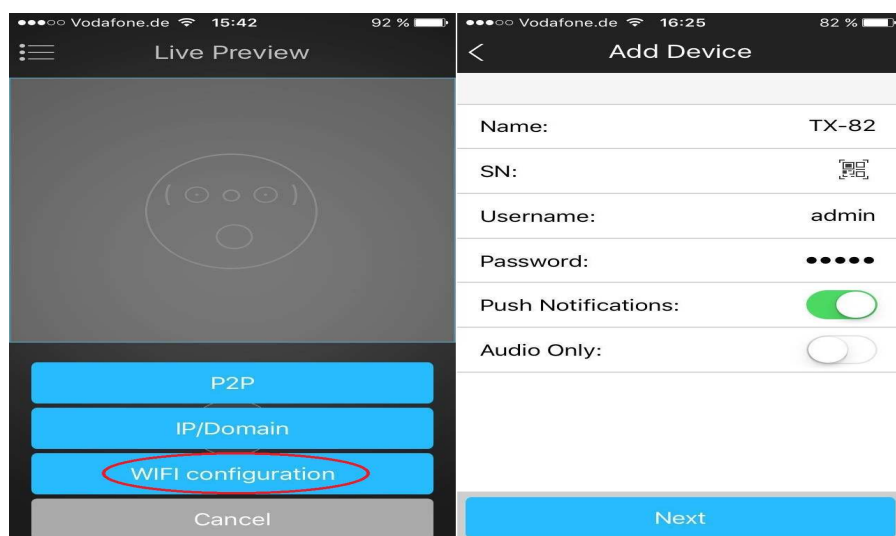 Vodafone.de 15:42 92 %
Live Preview
P2P
IP/Domain
WIFI configuration
Cancel
Vodafone.de 16:25 82 %
Add Device
Name: TX-82
SN:
Username: admin
Password: •••••
Push Notifications:
Audio Only:
Next